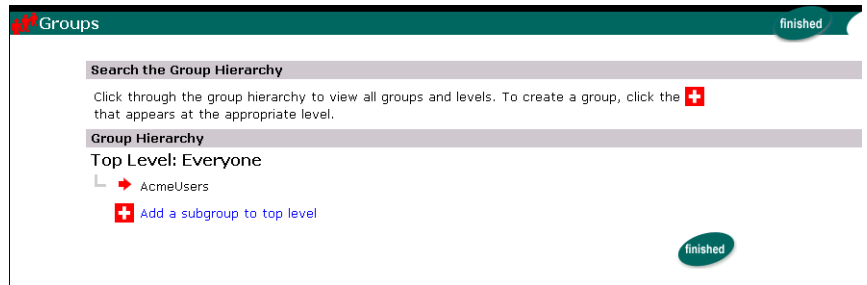 Groups
finished
Search the Group Hierarchy
Click through the group hierarchy to view all groups and levels. To create a group, click the
that appears at the appropriate level.
Group Hierarchy
Top Level: Everyone
AcmeUsers
Add a subgroup to top level
finished